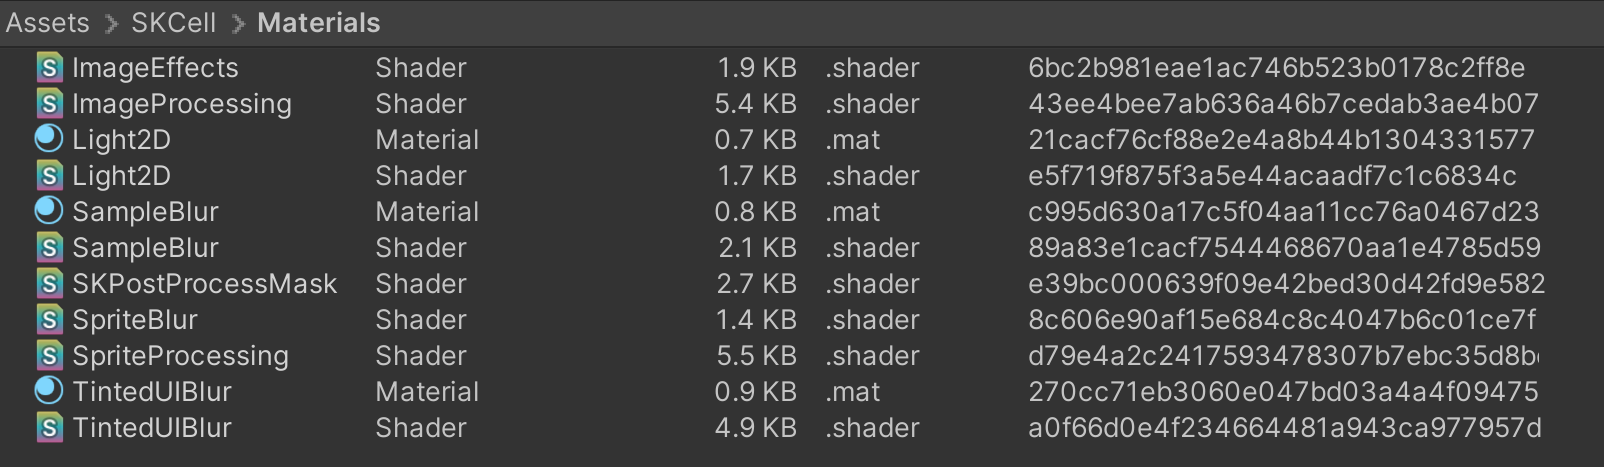 Assets > SKCell > Materials
ImageEffects Shader 1.9 KB .shader 6bc2b981eae1ac746b523b0178c2ff8e
ImageProcessing Shader 5.4 KB .shader 43ee4bee7ab636a46b7cedab3ae4b07
Light2D Material 0.7 KB .mat 21cacf76cf88e2e4a8b44b1304331577
Light2D Shader 1.7 KB .shader e5f719f875f3a5e44acaadf7c1c6834c
SampleBlur Material 0.8 KB .mat c995d630a17c5f04aa11cc76a0467d23
SampleBlur Shader 2.1 KB .shader 89a83e1cacf7544468670aa1e4785d59
SKPostProcessMask Shader 2.7 KB .shader e39bc000639f09e42bed30d42fd9e582
SpriteBlur Shader 1.4 KB .shader 8c606e90af15e684c8c4047b6c01ce7f
SpriteProcessing Shader 5.5 KB .shader d79e4a2c2417593478307b7ebc35d8b
TintedUIBlur Material 0.9 KB .mat 270cc71eb3060e047bd03a4a4f09475
TintedUIBlur Shader 4.9 KB .shader a0f66d0e4f234664481a943ca977957d